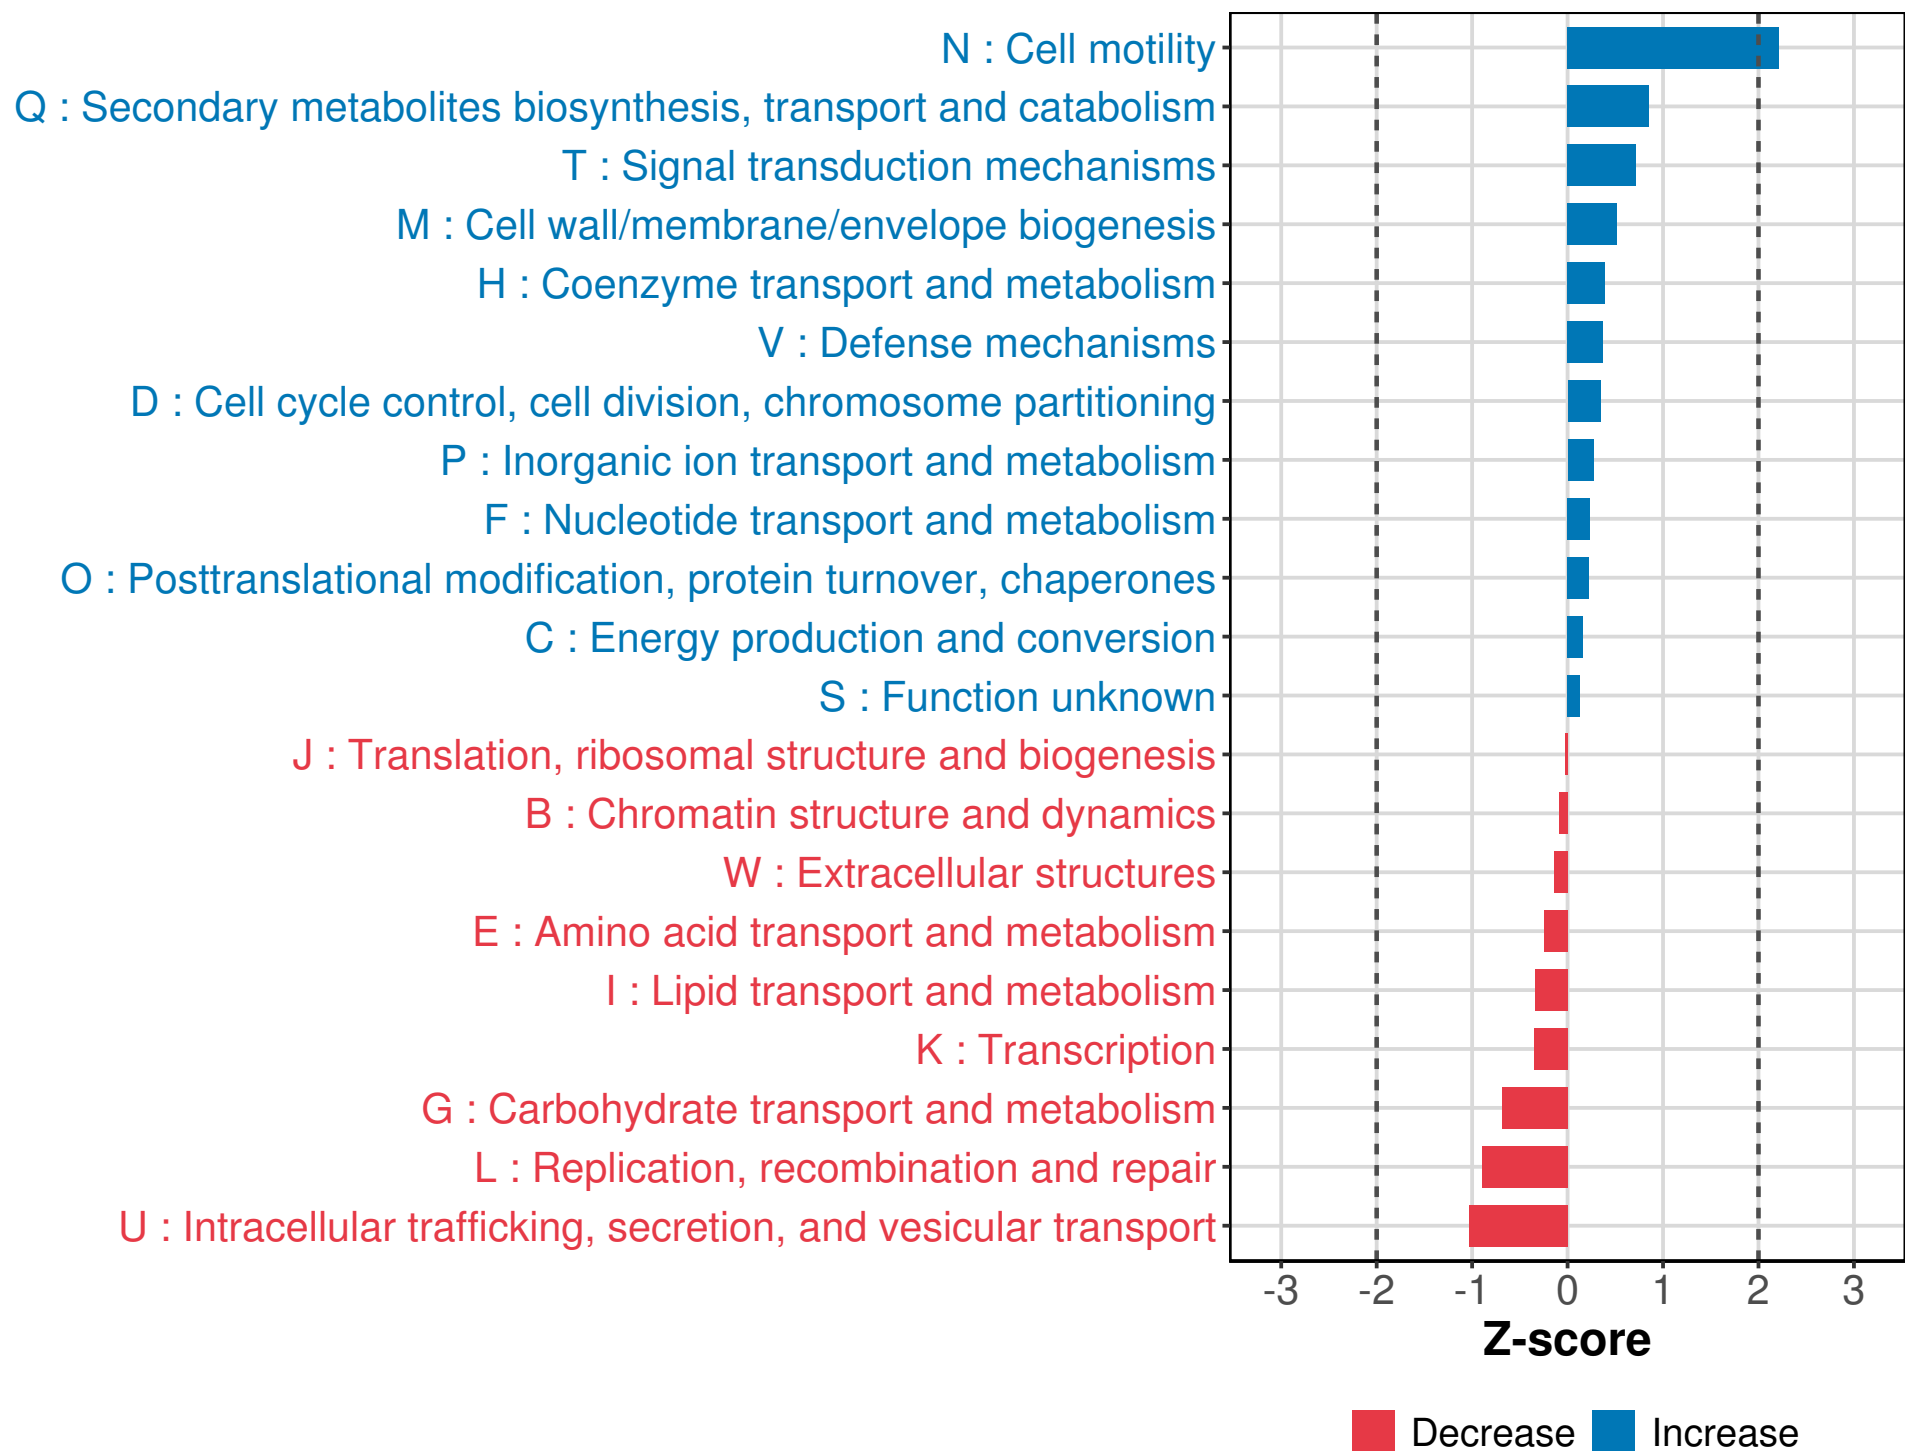 N : Cell motility
Q : Secondary metabolites biosynthesis, transport and catabolism
T : Signal transduction mechanisms
M : Cell wall/membrane/envelope biogenesis
H : Coenzyme transport and metabolism
V : Defense mechanisms
D : Cell cycle control, cell division, chromosome partitioning
P : Inorganic ion transport and metabolism
F : Nucleotide transport and metabolism
O : Posttranslational modification, protein turnover, chaperones
C : Energy production and conversion
S : Function unknown
J : Translation, ribosomal structure and biogenesis
B : Chromatin structure and dynamics
W : Extracellular structures
E : Amino acid transport and metabolism
I : Lipid transport and metabolism
K : Transcription
G : Carbohydrate transport and metabolism
L : Replication, recombination and repair
U : Intracellular trafficking, secretion, and vesicular transport
-3 -2 -1 0 1 2 3
Z-score
Decrease Increase